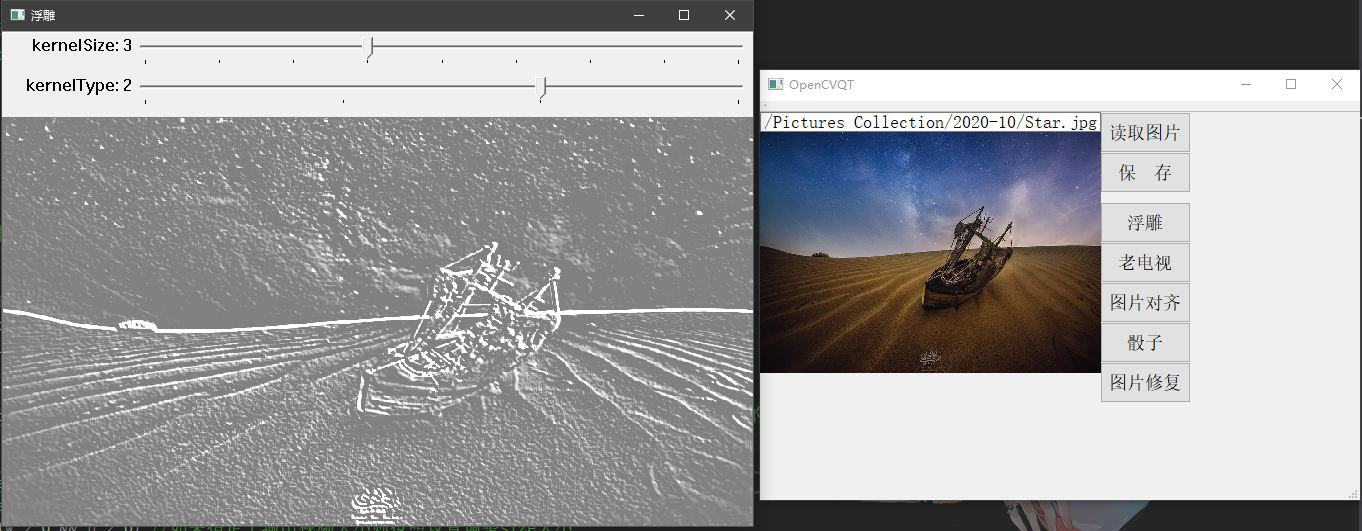 浮雕
kernelSize: 3
kernelType: 2
OpenCVQT
/Pictures Collection/2020-10/Star.jpg
读取图片
保 存
浮雕
老电视
图片对齐
骰子
图片修复